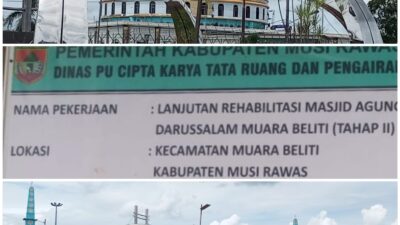 PEMERINTAH KABUPATEN MUSI RAWAS
DINAS PU CIPTA KARYA TATA RUANG DAN PENGAIRA
NAMA PEKERJAAN : LANJUTAN REHABILITASI MASJID AGUNG
DARUSSALAM MUARA BELITI (TAHAP II)
LOKASI : KECAMATAN MUARA BELITI
KABUPATEN MUSI RAWAS